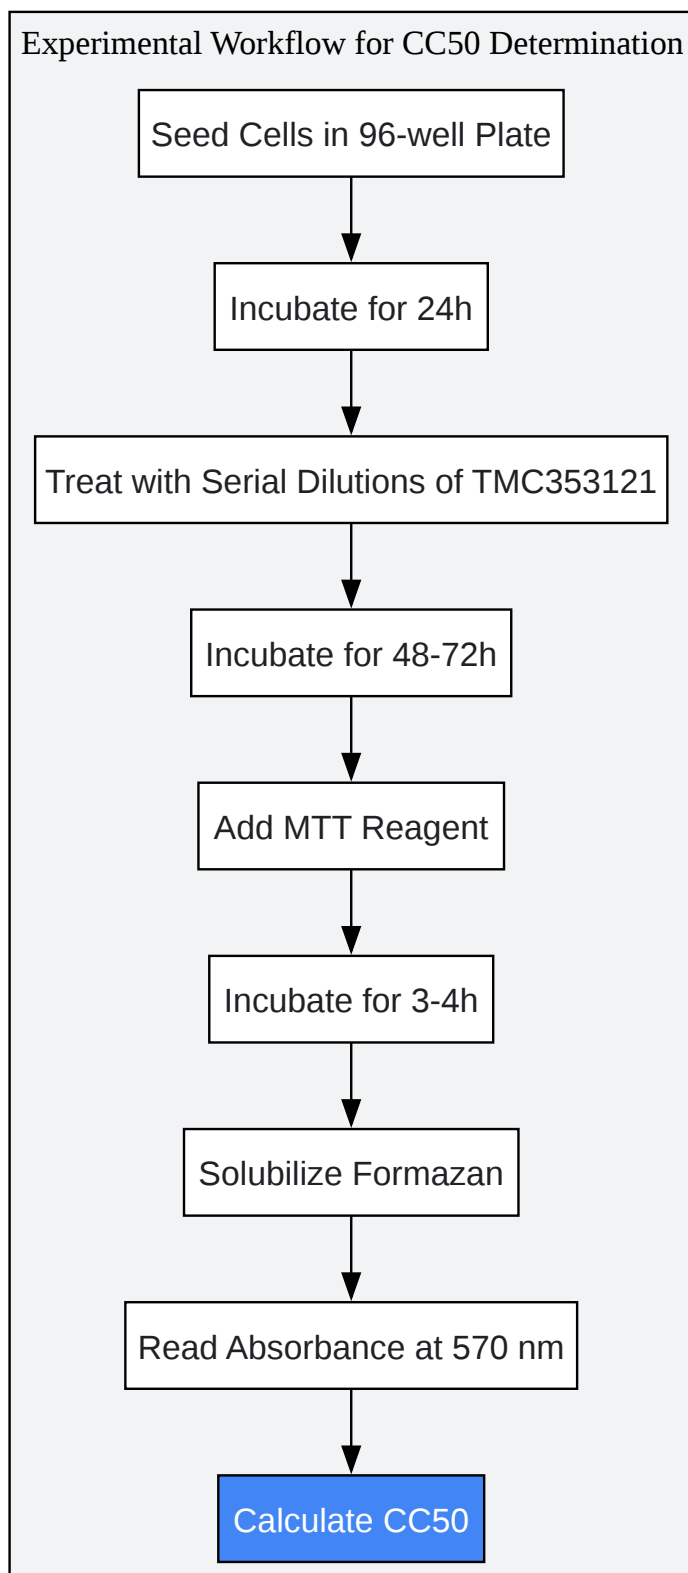 Experimental Workflow for CC50 Determination
Seed Cells in 96-well Plate
Incubate for 24h
Treat with Serial Dilutions of TMC353121
Incubate for 48-72h
Add MTT Reagent
Incubate for 3-4h
Solubilize Formazan
Read Absorbance at 570 nm
Calculate CC50